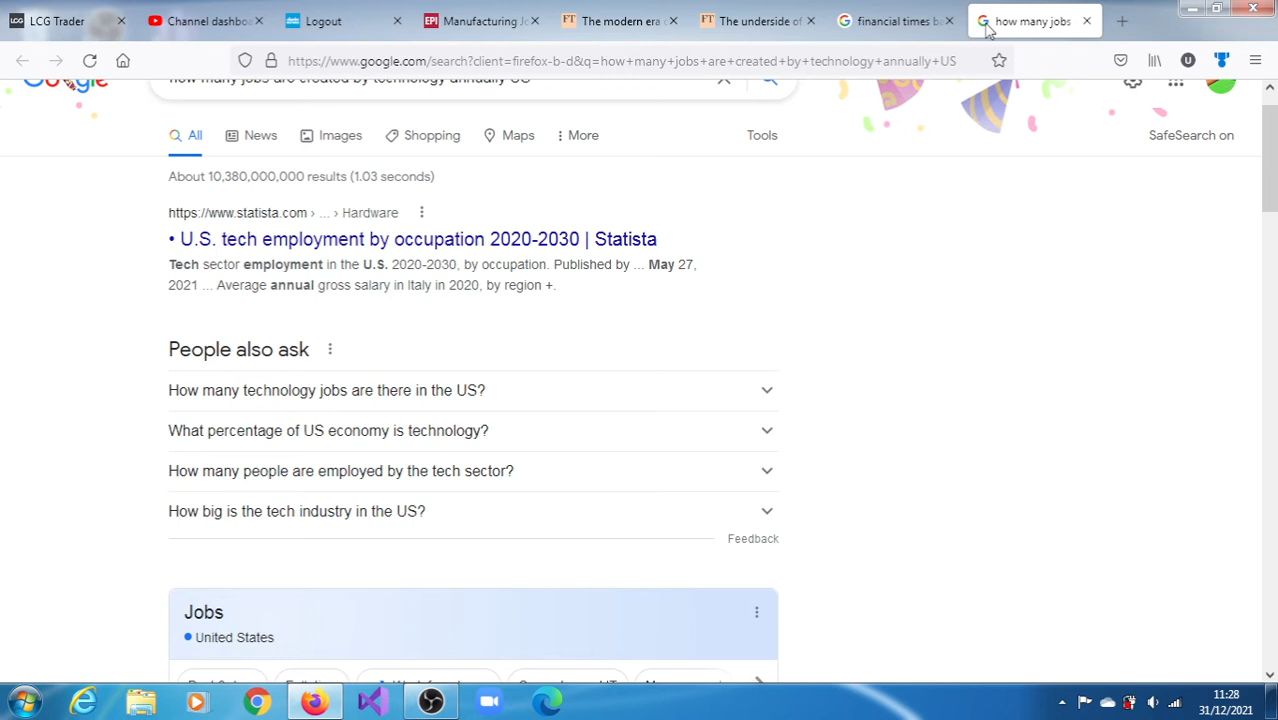 LCG Trader
Channel dashbo
Logout
Manufacturing Jo
The modern era o
The underside of
financial times ba
how many jobs
https://www.google.com/search?client=firefox-b-d&q=how+many+jobs+are+created+by+technology+annually+US
how many jobs are created by technology annually US
All
News
Images
Shopping
Maps
More
Tools
SafeSearch on
About 10,380,000,000 results (1.03 seconds)
https://www.statista.com › ... › Hardware
• U.S. tech employment by occupation 2020-2030 | Statista
Tech sector employment in the U.S. 2020-2030, by occupation. Published by ... May 27,
2021 ... Average annual gross salary in Italy in 2020, by region +.
People also ask
How many technology jobs are there in the US?
What percentage of US economy is technology?
How many people are employed by the tech sector?
How big is the tech industry in the US?
Feedback
Jobs
United States
11:28
31/12/2021